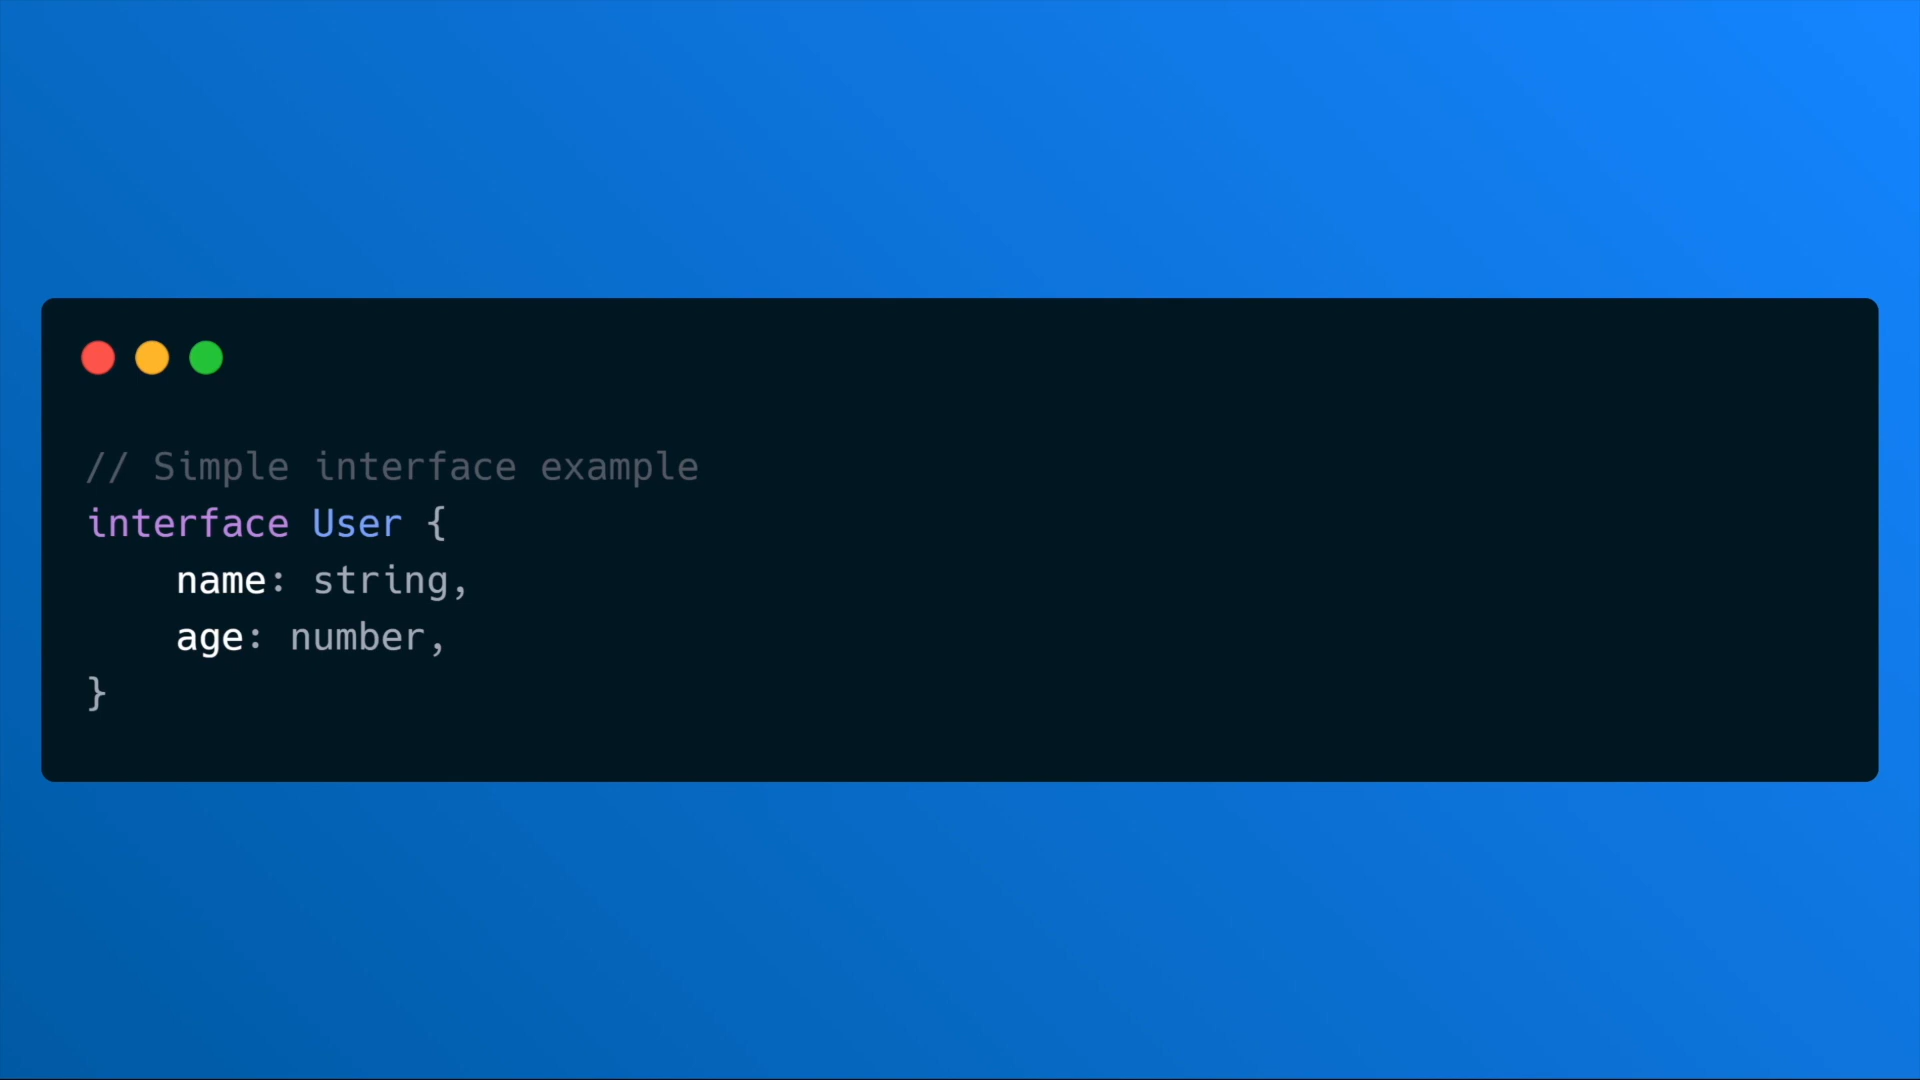 // Simple interface example
interface User {
    name: string,
    age: number,
}